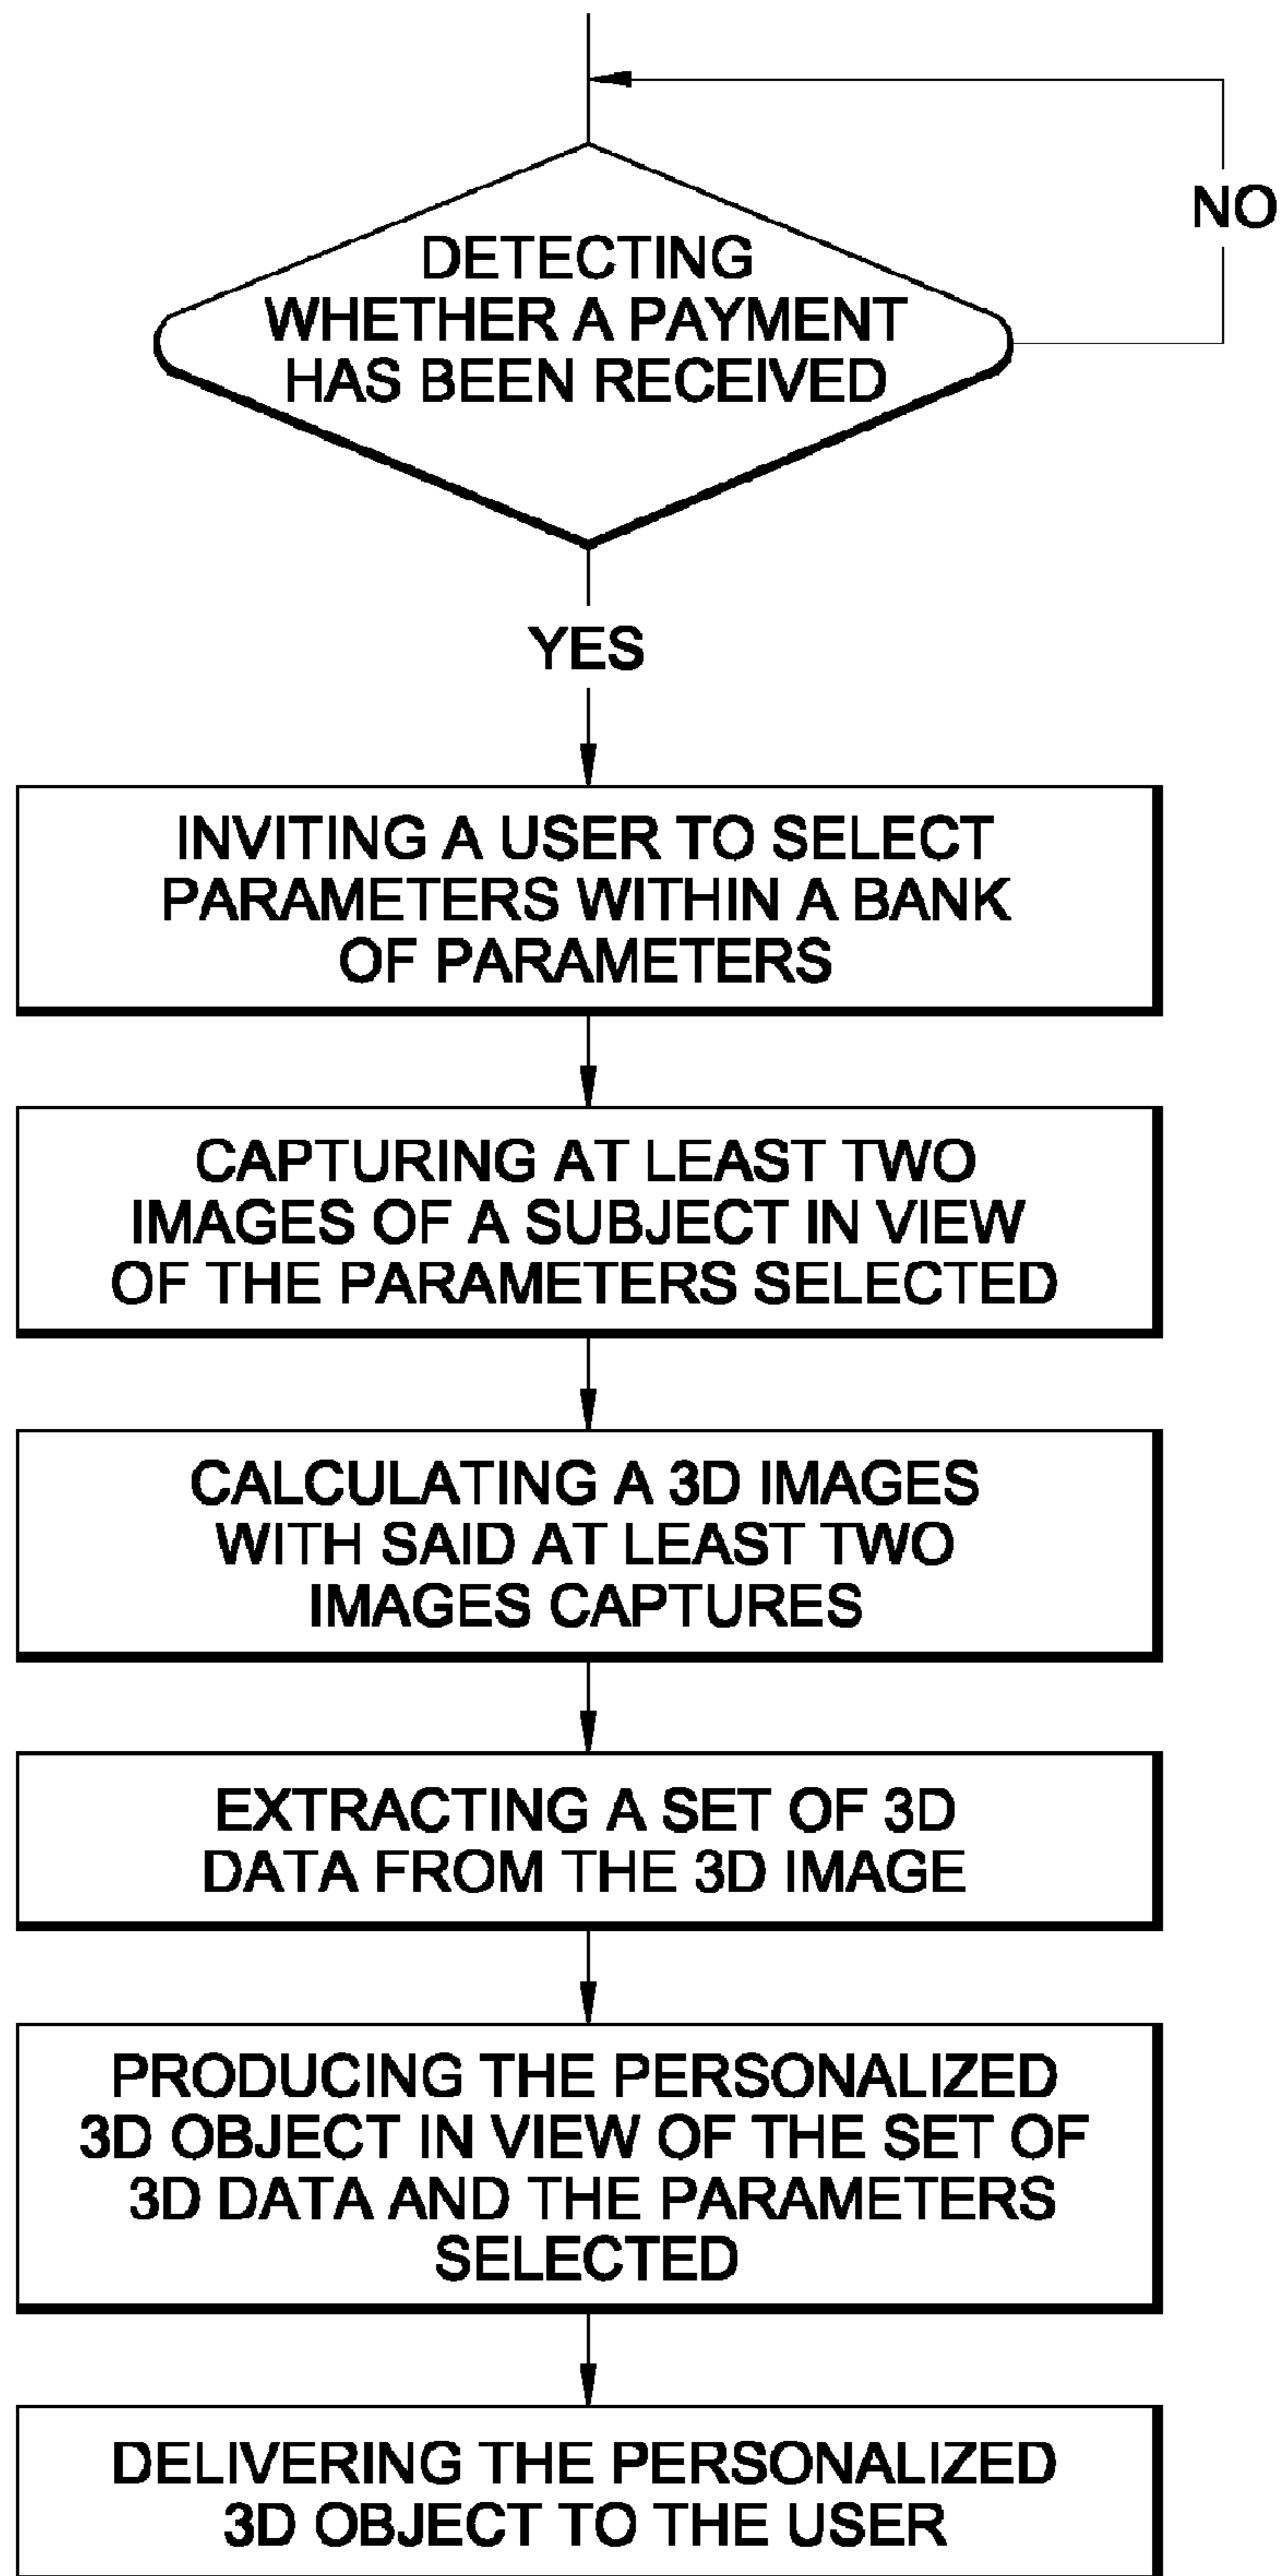 NO
DETECTING
WHETHER A PAYMENT
HAS BEEN RECEIVED
YES
INVITING A USER TO SELECT
PARAMETERS WITHIN A BANK
OF PARAMETERS
CAPTURING AT LEAST TWO
IMAGES OF A SUBJECT IN VIEW
OF THE PARAMETERS SELECTED
CALCULATING A 3D IMAGES
WITH SAID AT LEAST TWO
IMAGES CAPTURES
EXTRACTING A SET OF 3D
DATA FROM THE 3D IMAGE
PRODUCING THE PERSONALIZED
3D OBJECT IN VIEW OF THE SET OF
3D DATA AND THE PARAMETERS
SELECTED
DELIVERING THE PERSONALIZED
3D OBJECT TO THE USER